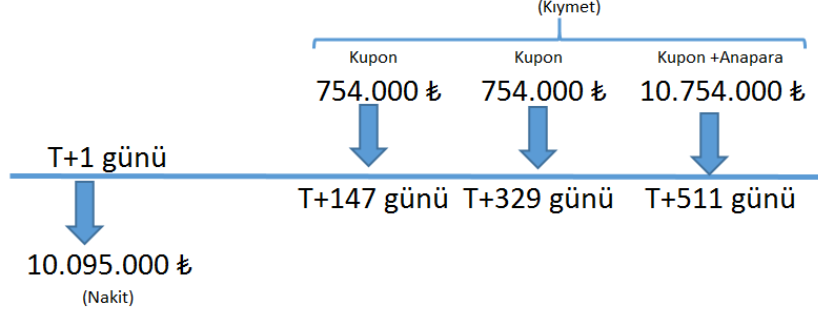 (Kıymet)
Kupon Kupon Kupon +Anapara
754.000 ₺ 754.000 ₺ 10.754.000 ₺
T+1 günü
T+147 günü T+329 günü T+511 günü
10.095.000 ₺
(Nakit)